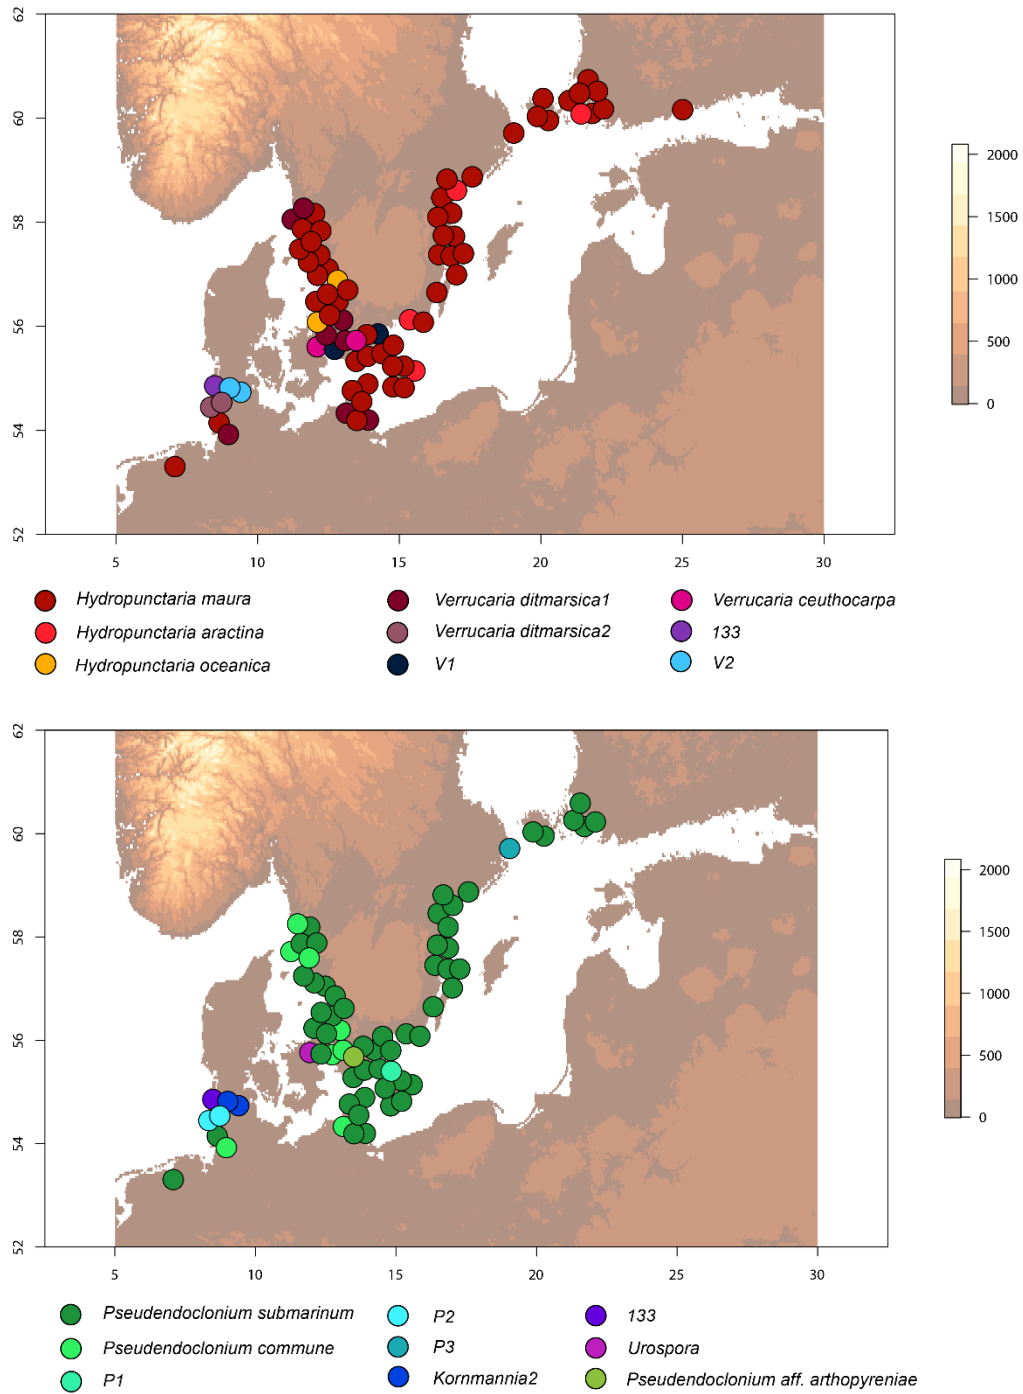 62
60
58
56
54
52
5
10
15
20
25
30
2000
1500
1000
500
0
Hydropunctaria maura
Verrucaria ditmarsica1
Verrucaria ceuthocarpa
Hydropunctaria aractina
Verrucaria ditmarsica2
133
Hydropunctaria oceanica
V1
V2
62
60
58
56
54
52
5
10
15
20
25
30
2000
1500
1000
500
0
Pseudendoclonium submarinum
P2
133
Pseudendoclonium commune
P3
Urospora
P1
Kornmannia2
Pseudendoclonium aff. arthopyreniae